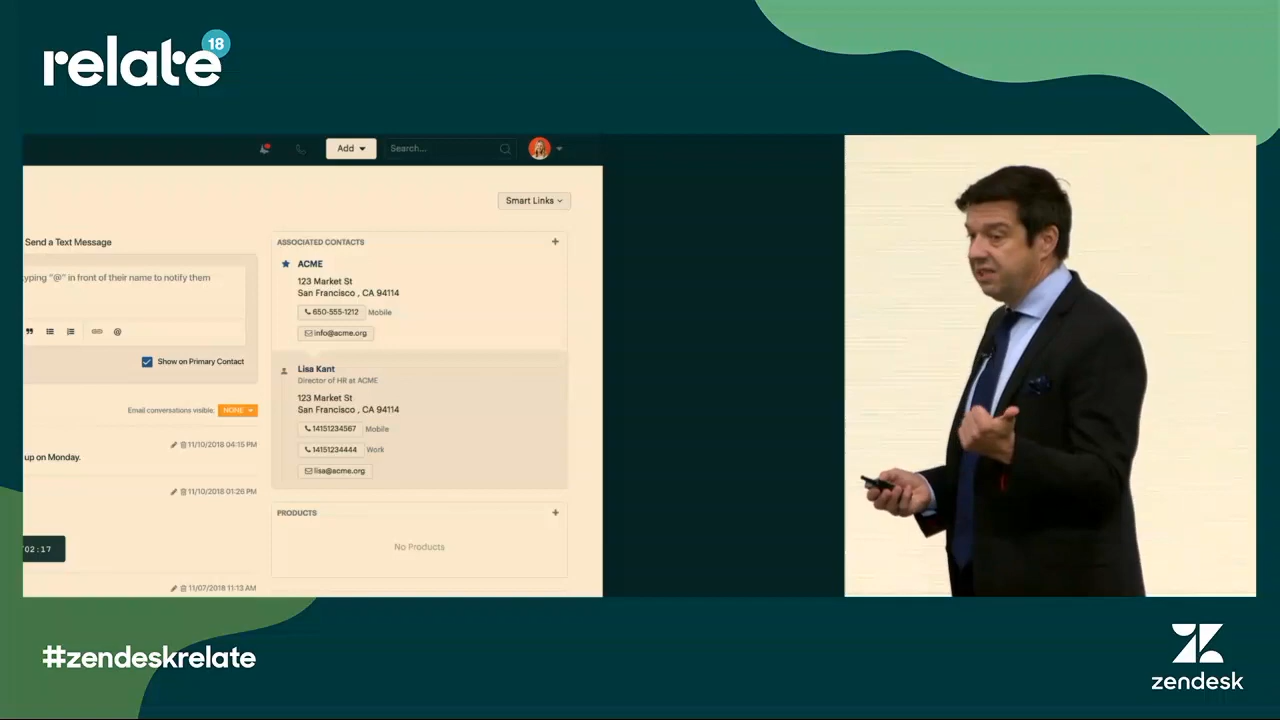 relate
18
Add
Search...
Smart Links
Send a Text Message
typing "@" in front of their name to notify them
Show on Primary Contact
Email conversations visible:
NONE
11/10/2018 04:15 PM
up on Monday.
11/10/2018 01:26 PM
02:17
11/07/2018 11:13 AM
ASSOCIATED CONTACTS
ACME
123 Market St
San Francisco , CA 94114
650-555-1212 Mobile
info@acme.org
Lisa Kant
Director of HR at ACME
123 Market St
San Francisco , CA 94114
14151234567 Mobile
14151234444 Work
lisa@acme.org
PRODUCTS
No Products
#zendeskrelate
zendesk